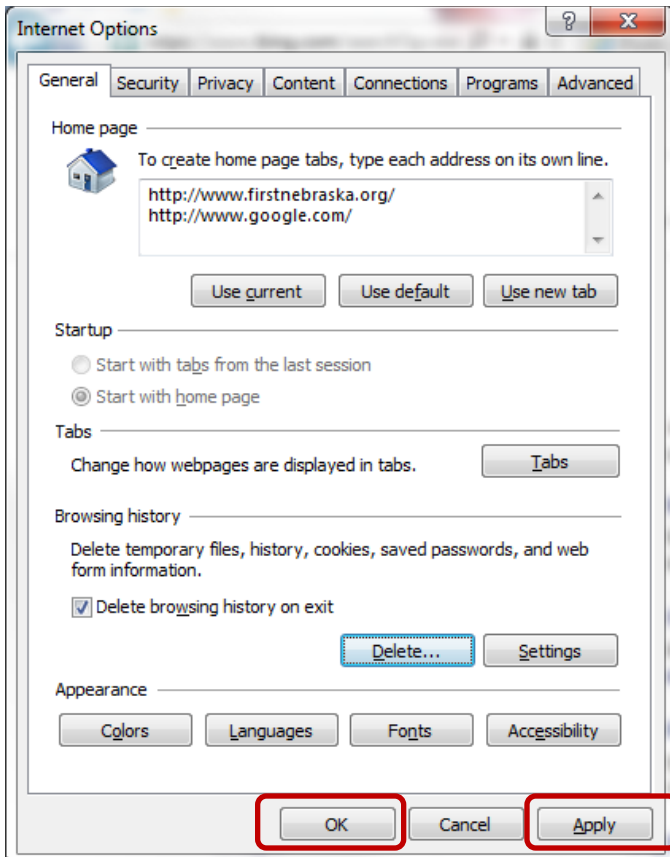 Internet Options
?
General Security Privacy Content Connections Programs Advanced
Home page
To create home page tabs, type each address on its own line.
http://www.firstnebraska.org/
http://www.google.com/
Use current Use default Use new tab
Startup
Start with tabs from the last session
Start with home page
Tabs
Change how webpages are displayed in tabs.
Tabs
Browsing history
Delete temporary files, history, cookies, saved passwords, and web
form information.
Delete browsing history on exit
Delete... Settings
Appearance
Colors Languages Fonts Accessibility
OK Cancel Apply